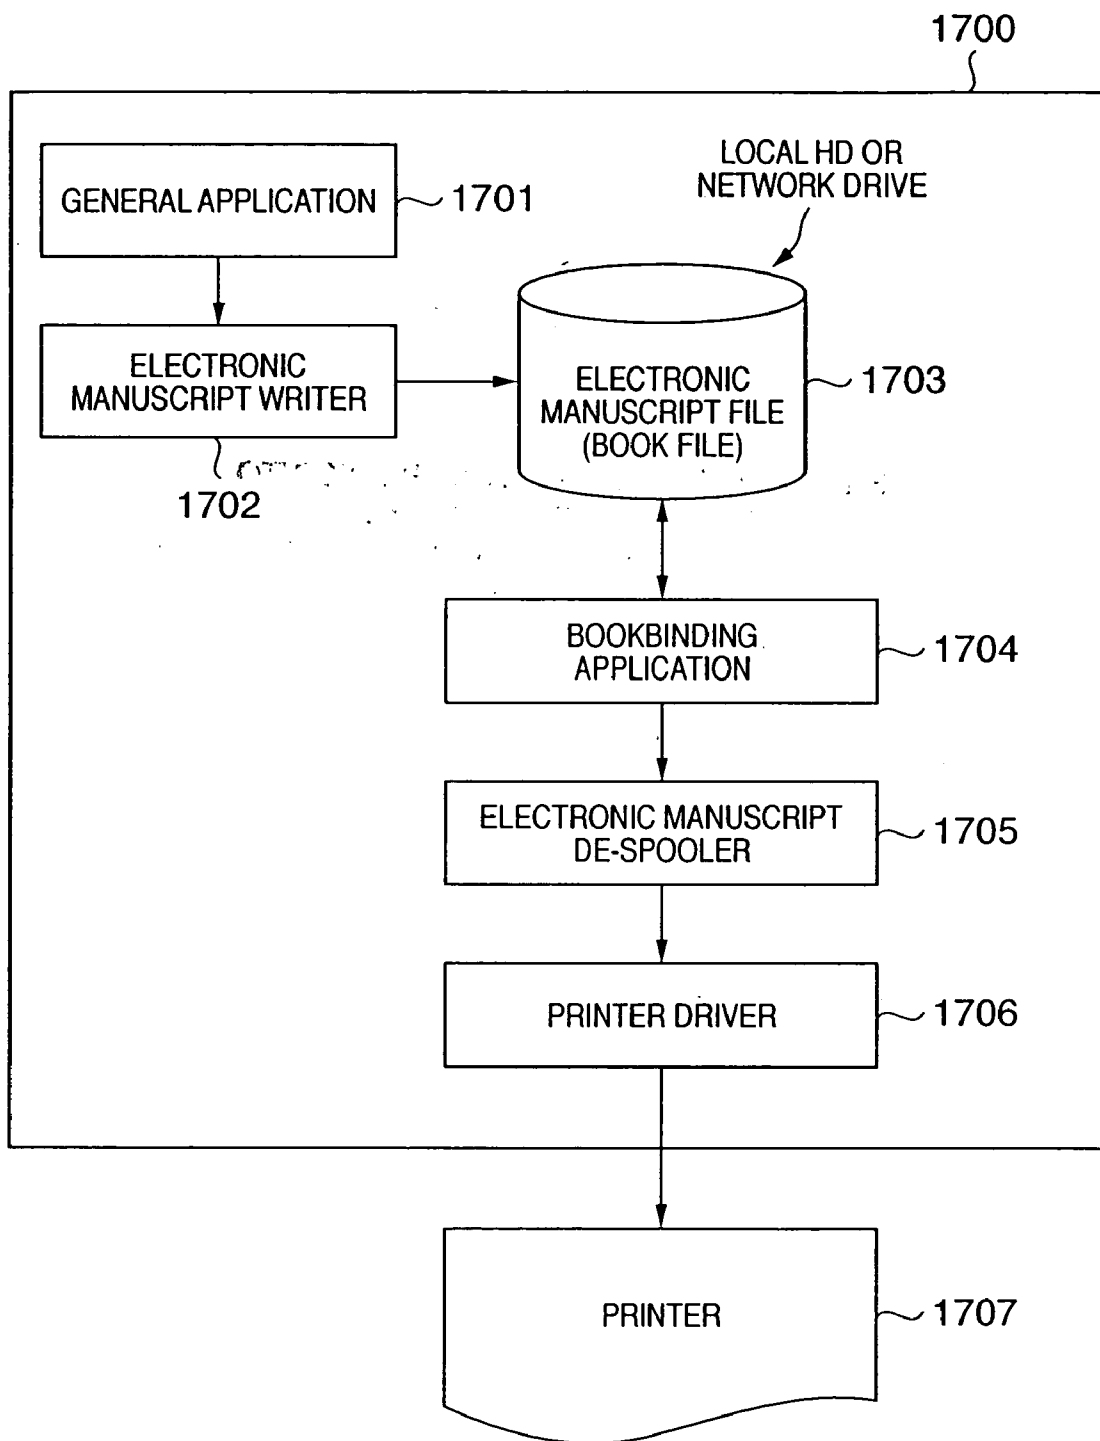 1700
GENERAL APPLICATION
1701
LOCAL HD OR
NETWORK DRIVE
ELECTRONIC
MANUSCRIPT WRITER
1702
ELECTRONIC
MANUSCRIPT FILE
(BOOK FILE)
1703
BOOKBINDING
APPLICATION
1704
ELECTRONIC MANUSCRIPT
DE-SPOOLER
1705
PRINTER DRIVER
1706
PRINTER
1707